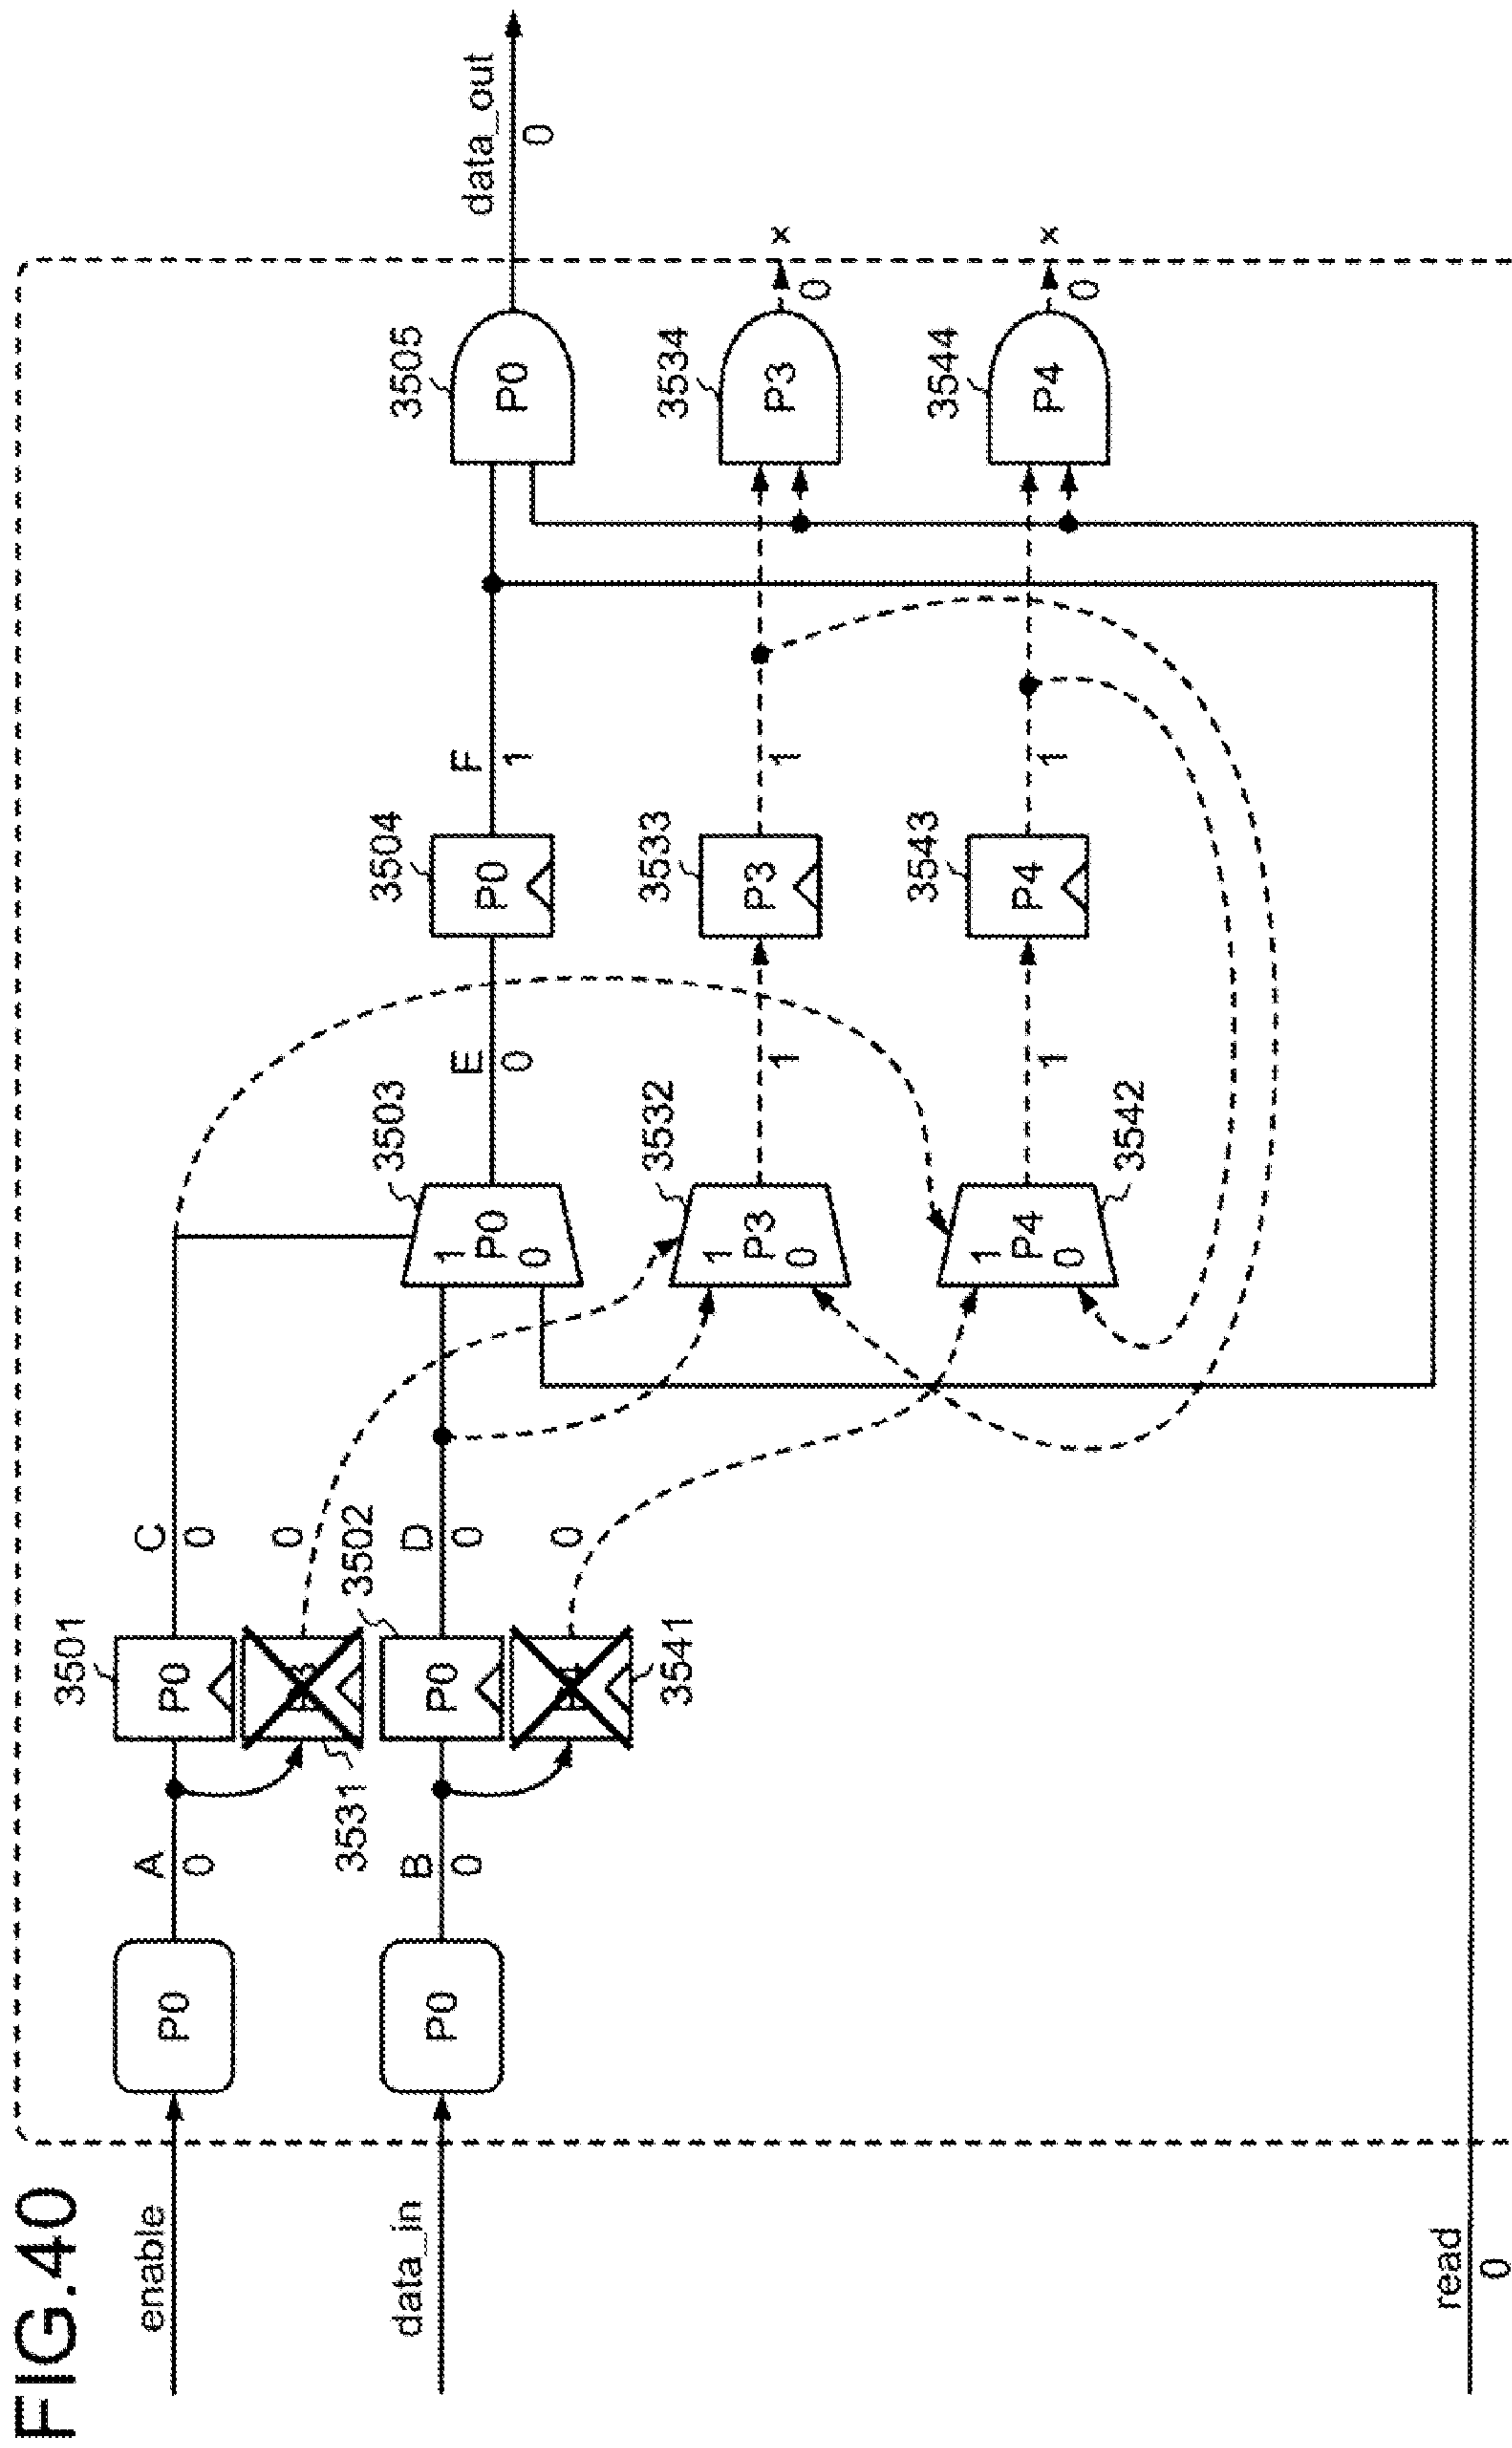 FIG.40
enable
P0
A
0
3501
P0
C
0
3531
0
data_in
P0
B
0
3502
P0
D
0
3541
0
3503
1
P0
0
E
0
3504
P0
F
1
3505
P0
data_out
0
3532
1
P3
0
1
3533
P3
1
3534
P3
0
x
3542
1
P4
0
1
3543
P4
1
3544
P4
0
x
read
0